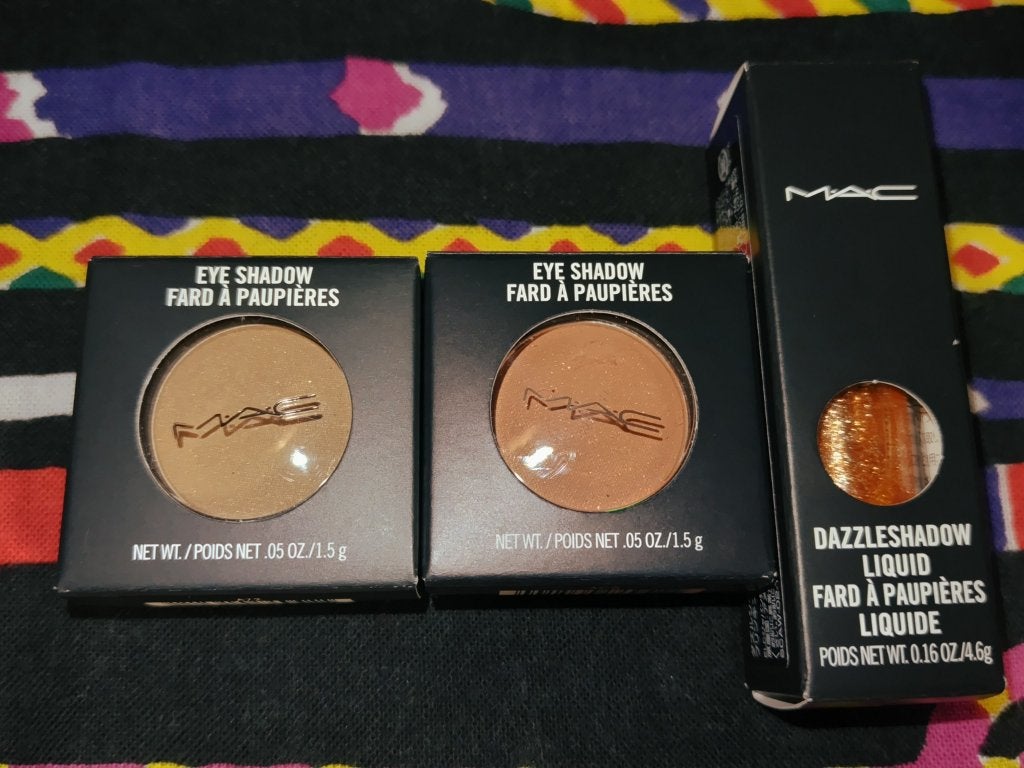 EYE SHADOW
FARD À PAUPIÈRES
MAC
NET WT. / POIDS NET .05 OZ./1.5 g
EYE SHADOW
FARD À PAUPIÈRES
MAC
NET WT. / POIDS NET .05 OZ./1.5 g
M·A·C
DAZZLESHADOW
LIQUID
FARD À PAUPIÈRES
LIQUIDE
POIDS NET WT. 0.16 OZ./4.6g